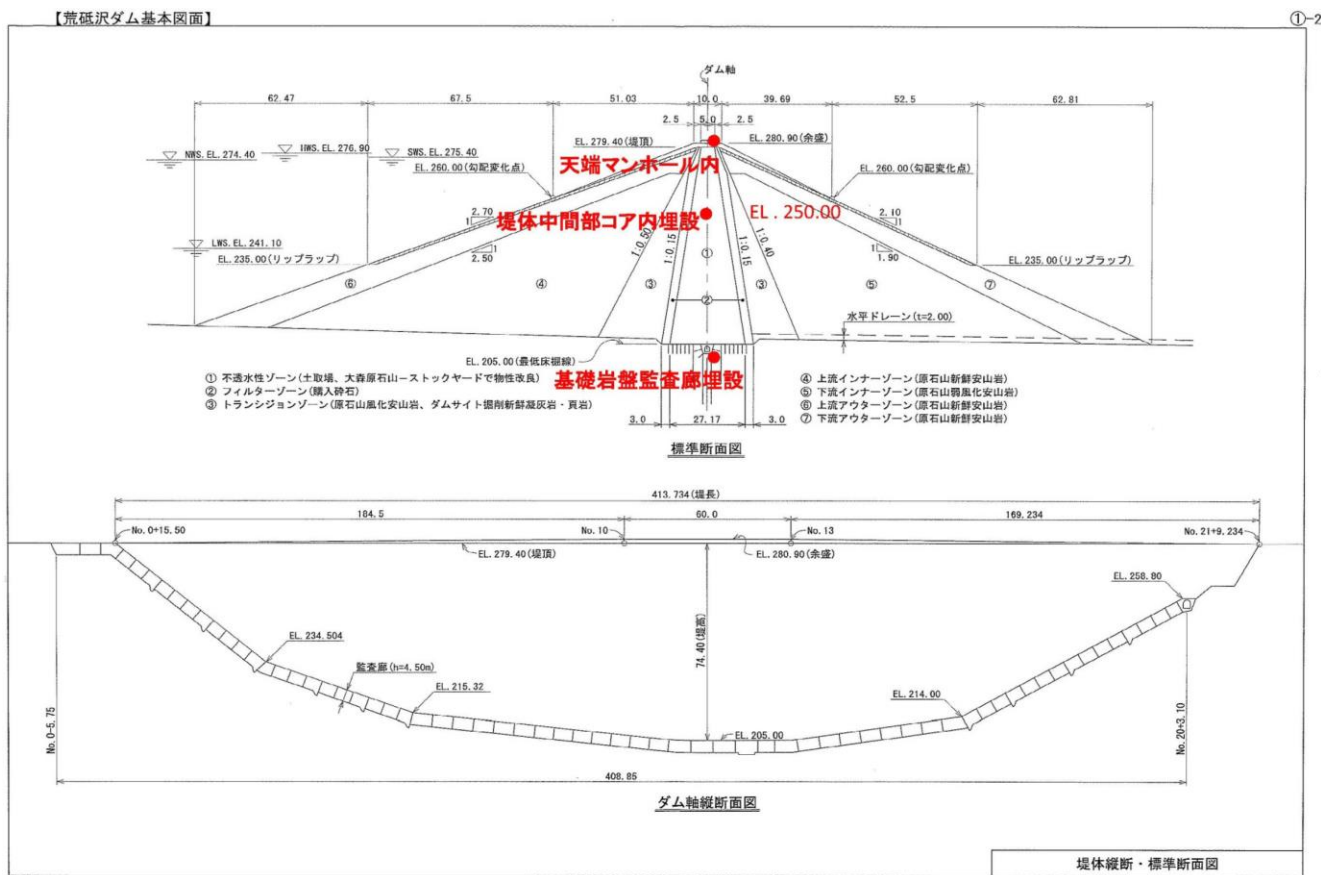 【荒砥沢ダム基本図面】
①-2
ダム軸
62.47
67.5
51.03
10.0
39.69
52.5
62.81
2.5
5.0
2.5
EL.279.40(堤頂)
EL.280.90(余盛)
NWS.EL.274.40
HWS.EL.276.90
SWS.EL.275.40
天端マンホール内
EL.260.00(勾配変化点)
EL.260.00(勾配変化点)
EL.250.00
堤体中間部コア内埋設
2.70
1
2.10
1
LWS.EL.241.10
1:0.50
1:0.15
1:0.15
1:0.40
①
2.50
1
1.90
1
EL.235.00(リップラップ)
EL.235.00(リップラップ)
⑥
④
③
②
③
⑤
⑦
水平ドレーン(t=2.00)
EL.205.00(最低床掘線)
基礎岩盤監査廊埋設
① 不透水性ゾーン(土取場、大森原石山−ストックヤードで物性改良)
② フィルターゾーン(購入砕石)
③ トランジションゾーン(原石山風化安山岩、ダムサイト掘削新鮮凝灰岩・頁岩)
④ 上流インナーゾーン(原石山新鮮安山岩)
⑤ 下流インナーゾーン(原石山弱風化安山岩)
⑥ 上流アウターゾーン(原石山新鮮安山岩)
⑦ 下流アウターゾーン(原石山新鮮安山岩)
3.0
27.17
3.0
標準断面図
413.734(堤長)
184.5
60.0
169.234
No.0+15.50
No.10
No.13
No.21+9.234
EL.279.40(堤頂)
EL.280.90(余盛)
EL.258.80
74.40(堤高)
EL.234.504
監査廊(h=4.50m)
EL.215.32
EL.214.00
EL.205.00
No.0-5.75
No.20+3.10
408.85
ダム軸縦断面図
堤体縦断・標準断面図